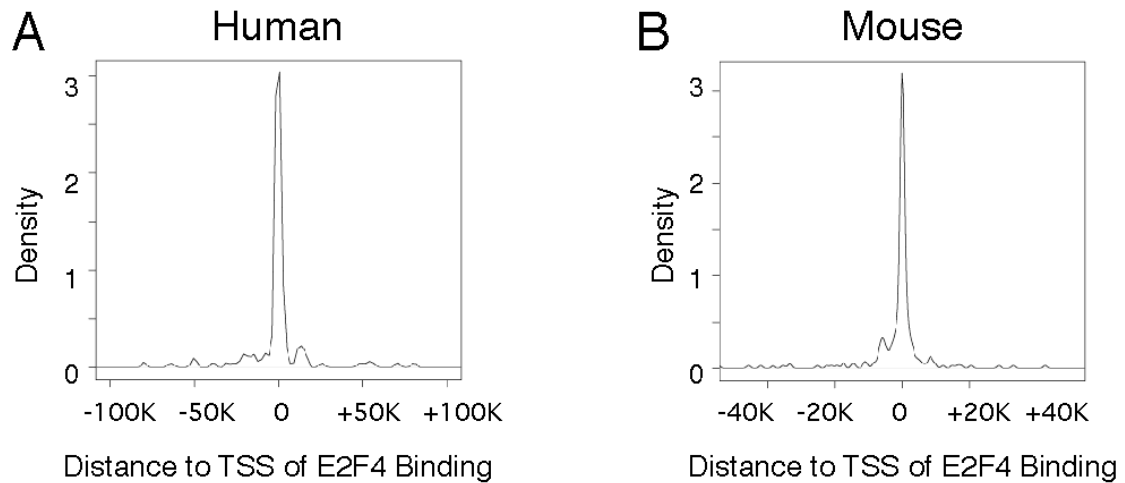 A
Human
3
2
1
0
Density
-100K -50K 0 +50K +100K
Distance to TSS of E2F4 Binding
B
Mouse
3
2
1
0
Density
-40K -20K 0 +20K +40K
Distance to TSS of E2F4 Binding